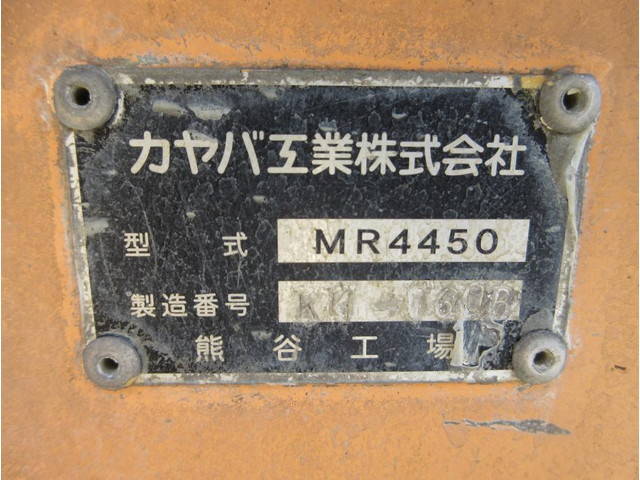 カヤバ工業株式会社
型式 MR4450
製造番号
熊谷工場